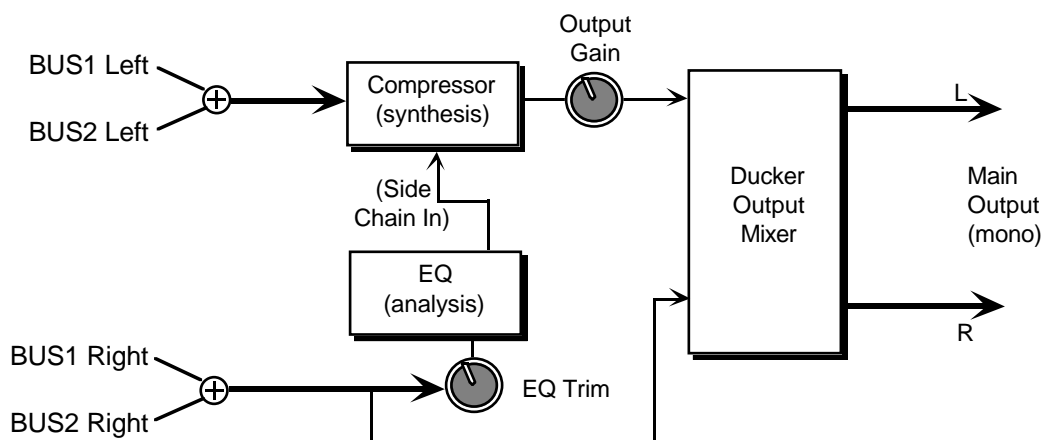 Output
Gain
BUS1 Left
BUS2 Left
Compressor
(synthesis)
L
(Side
Chain In)
Ducker
Output
Mixer
Main
Output
(mono)
EQ
(analysis)
R
BUS1 Right
BUS2 Right
EQ Trim